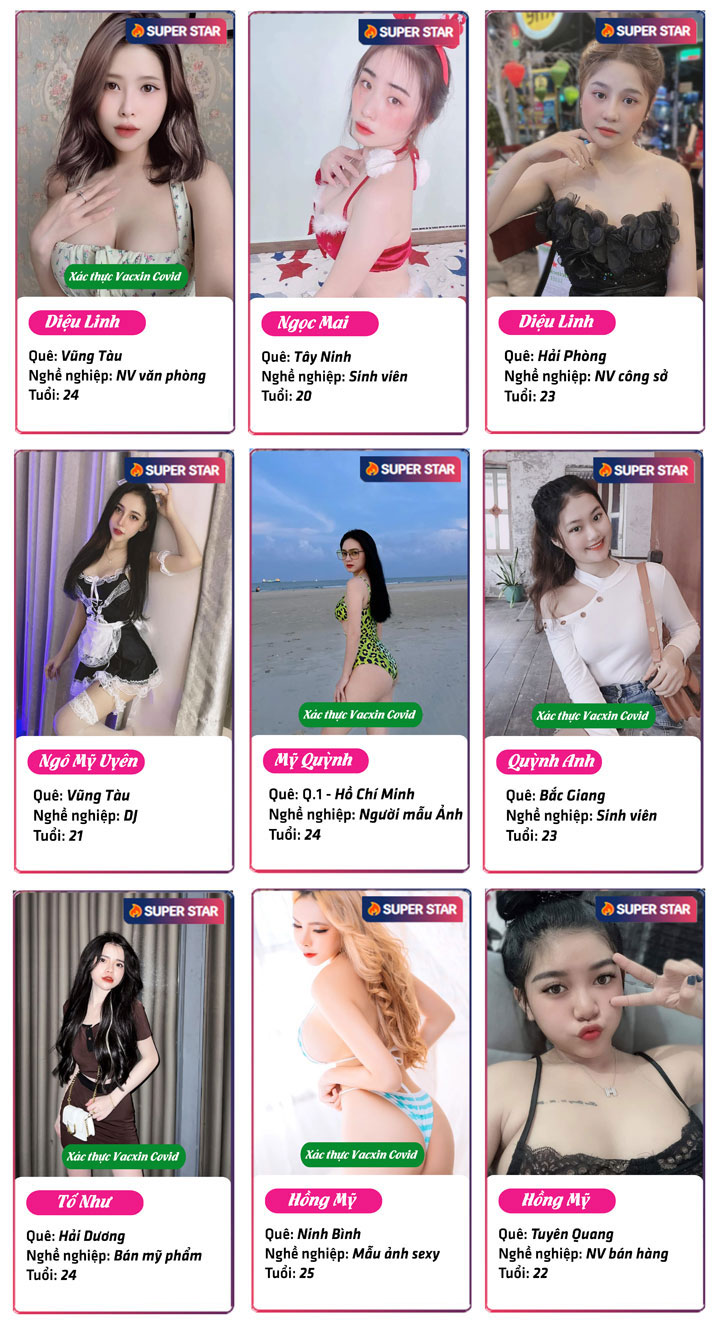 SUPER STAR
SUPER STAR
SUPER STAR
Xác thực Vacxin Covid
Diệu Linh
Ngọc Mai
Diệu Linh
Quê: Vũng Tàu
Quê: Tây Ninh
Quê: Hải Phòng
Nghề nghiệp: NV văn phòng
Nghề nghiệp: Sinh viên
Nghề nghiệp: NV công sở
Tuổi: 24
Tuổi: 20
Tuổi: 23
SUPER STAR
SUPER STAR
SUPER STAR
Xác thực Vacxin Covid
Xác thực Vacxin Covid
Ngô Mỹ Uyên
Mỹ Quỳnh
Quỳnh Anh
Quê: Vũng Tàu
Quê: Q.1 - Hồ Chí Minh
Quê: Bắc Giang
Nghề nghiệp: DJ
Nghề nghiệp: Người mẫu Ảnh
Nghề nghiệp: Sinh viên
Tuổi: 21
Tuổi: 24
Tuổi: 23
SUPER STAR
SUPER STAR
SUPER STAR
Xác thực Vacxin Covid
Xác thực Vacxin Covid
Tố Như
Hồng Mỹ
Hồng Mỹ
Quê: Hải Dương
Quê: Ninh Bình
Quê: Tuyên Quang
Nghề nghiệp: Bán mỹ phẩm
Nghề nghiệp: Mẫu ảnh sexy
Nghề nghiệp: NV bán hàng
Tuổi: 24
Tuổi: 25
Tuổi: 22